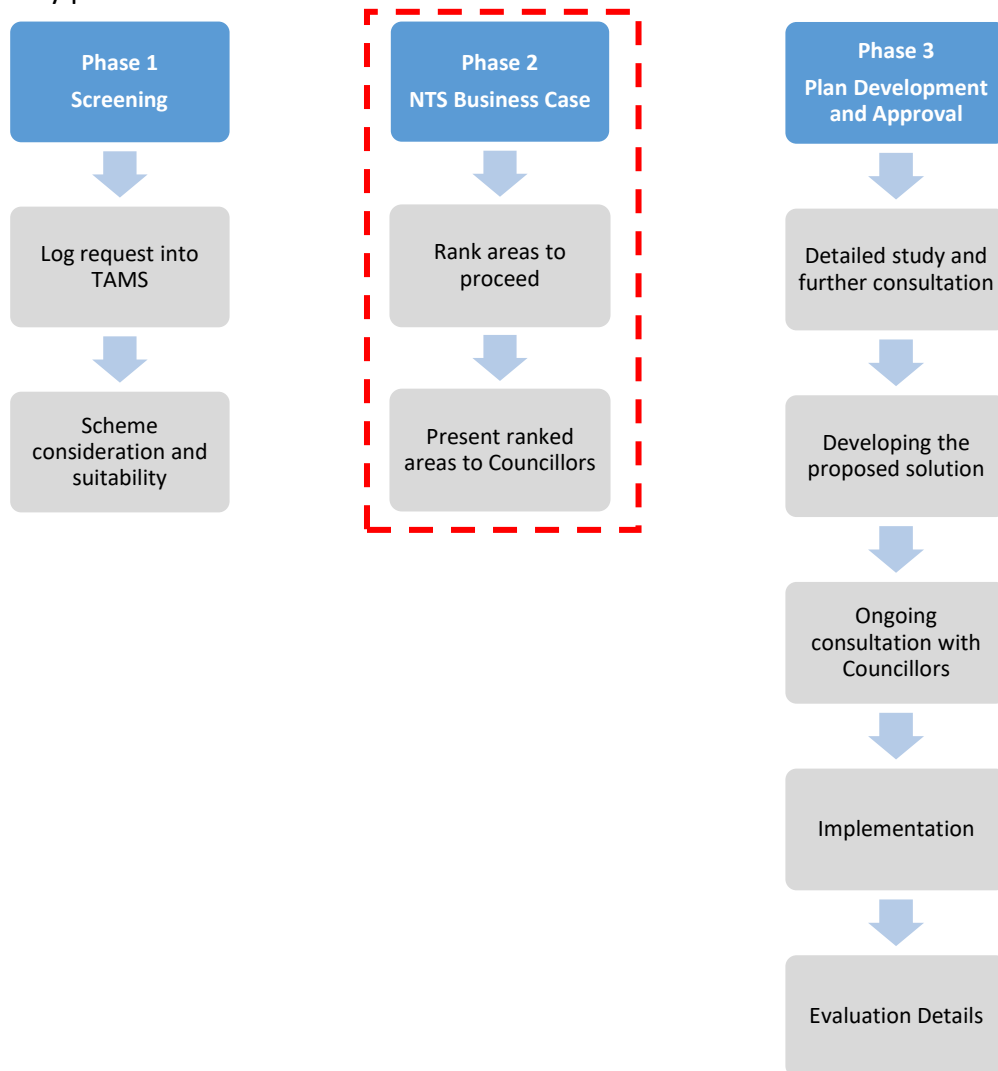 Phase 1
Screening
Log request into
TAMS
Scheme
consideration and
suitability
Phase 2
NTS Business Case
Rank areas to
proceed
Present ranked
areas to Councillors
Phase 3
Plan Development
and Approval
Detailed study and
further consultation
Developing the
proposed solution
Ongoing
consultation with
Councillors
Implementation
Evaluation Details